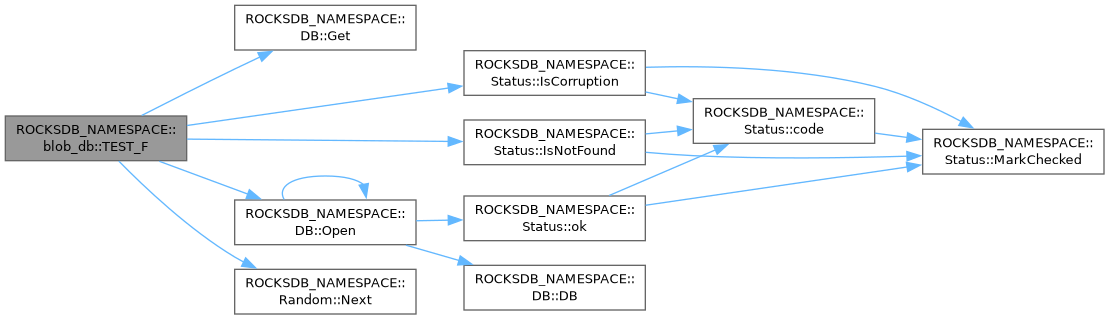 ROCKSDB_NAMESPACE::
blob_db::TEST_F
ROCKSDB_NAMESPACE::
DB::Get
ROCKSDB_NAMESPACE::
Status::IsCorruption
ROCKSDB_NAMESPACE::
Status::IsNotFound
ROCKSDB_NAMESPACE::
DB::Open
ROCKSDB_NAMESPACE::
Random::Next
ROCKSDB_NAMESPACE::
Status::code
ROCKSDB_NAMESPACE::
Status::MarkChecked
ROCKSDB_NAMESPACE::
Status::ok
ROCKSDB_NAMESPACE::
DB::DB